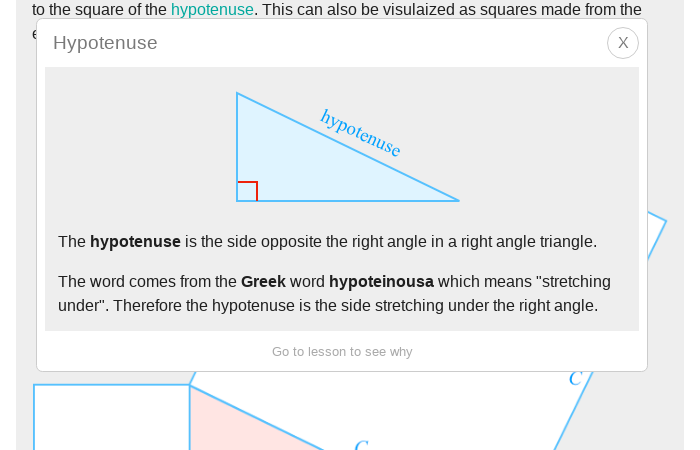 to the square of the hypotenuse. This can also be visulaized as squares made from the
Hypotenuse
X
hypotenuse
The hypotenuse is the side opposite the right angle in a right angle triangle.
The word comes from the Greek word hypoteinousa which means "stretching
under". Therefore the hypotenuse is the side stretching under the right angle.
Go to lesson to see why
C
C